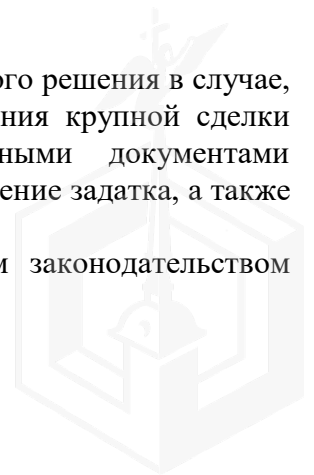 ого решения в случае,
ния крупной сделки
ными документами
ение задатка, а также
м законодательством